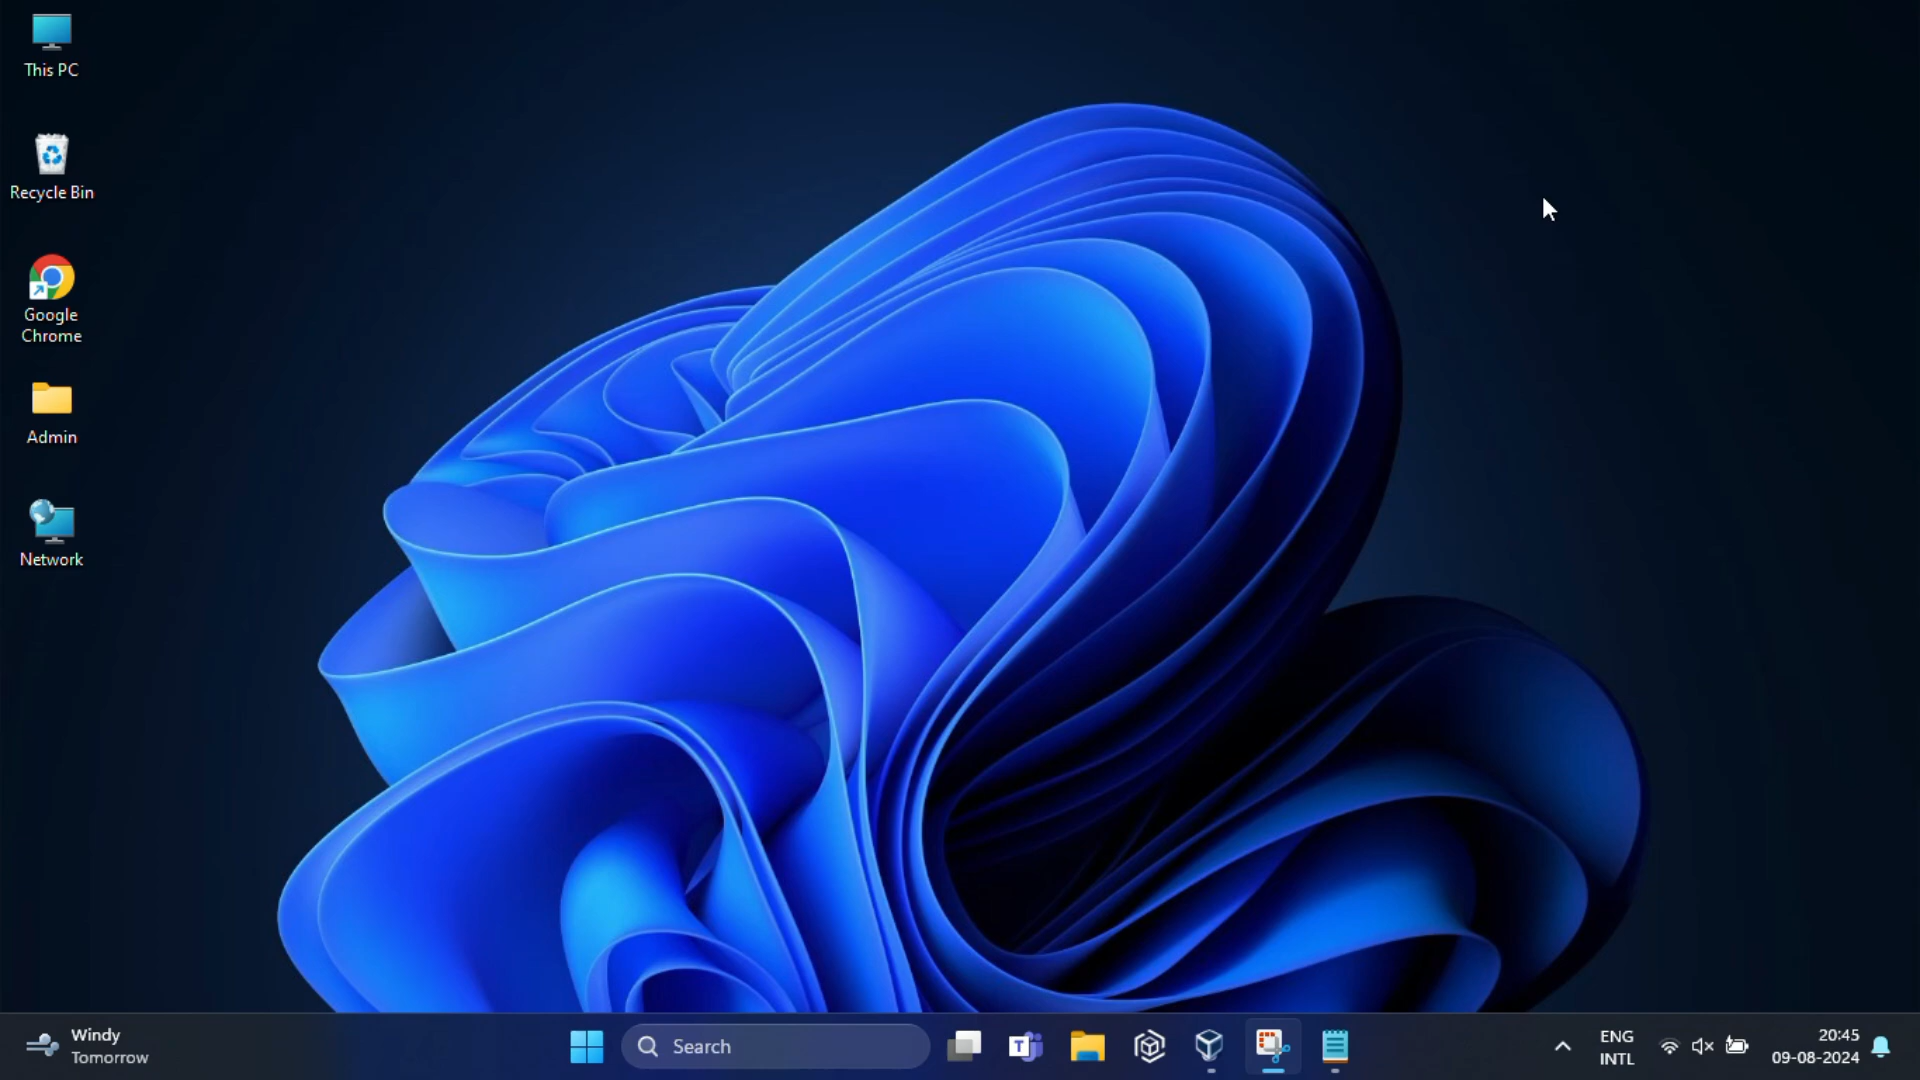 This PC
Recycle Bin
Google
Chrome
Admin
Network
Windy
Tomorrow
Search
T
ENG
INTL
20:45
09-08-2024